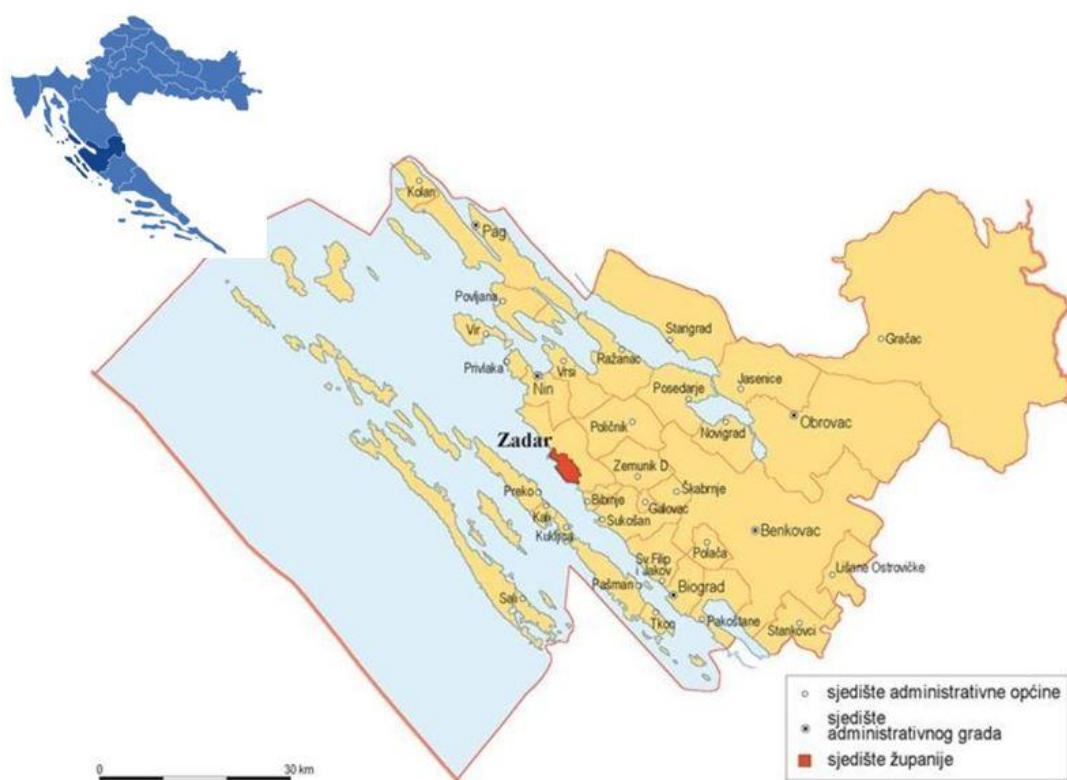 Kolan
Pag
Povljana
Vir
Privlaka
Nin
Vrsi
Ražanac
Starigrad
Gračac
Jasenice
Posedarje
Obrovac
Novigrad
Poličnik
Zadar
Zemunik D.
Škabrnje
Preko
Bibinje
Galovac
Kali
Sukošan
Kukljica
Benkovac
Polača
Sv Filip
i Jakov
Lišane Ostrovičke
Pašman
Biograd
Sali
Tkon
Pakoštane
Stankovci
sjedište administrativne općine
sjedište
administrativnog grada
sjedište županije
0 30 km